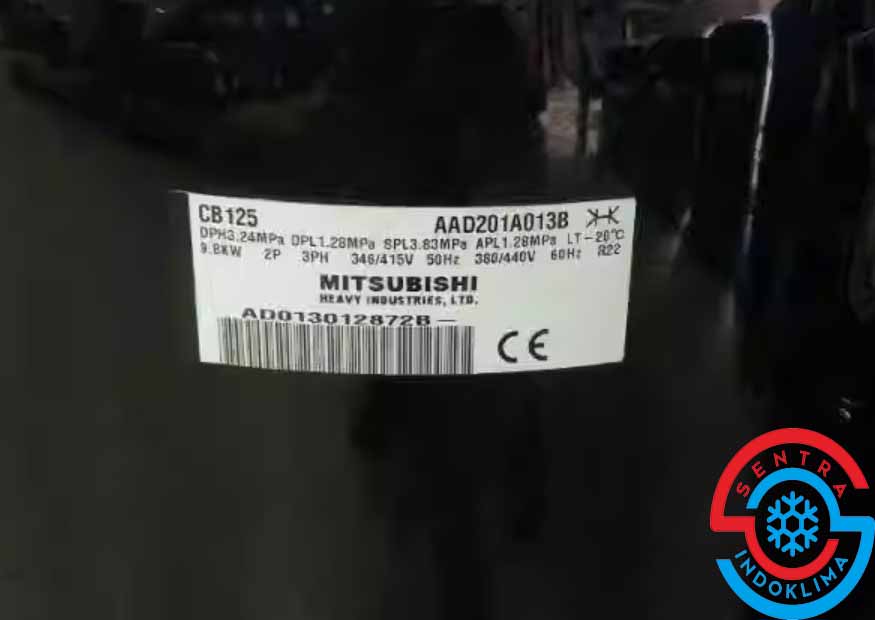 CB125 AAD201A013B
DPH3.24MPa DPL1.28MPa SPL3.83MPa APL1.28MPa LT-20℃
9.8KW 2P 3PH 346/415V 50Hz 380/440V 60Hz R22
MITSUBISHI
HEAVY INDUSTRIES, LTD.
AD013012872B-
CE
SENTRA
INDOKLIMA